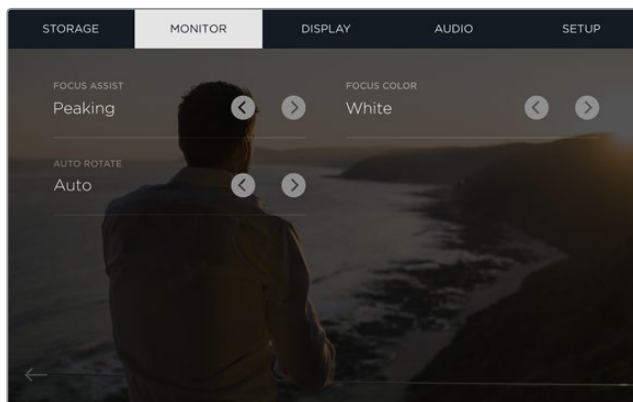 STORAGE MONITOR DISPLAY AUDIO SETUP
FOCUS ASSIST FOCUS COLOR
Peaking White
AUTO ROTATE
Auto